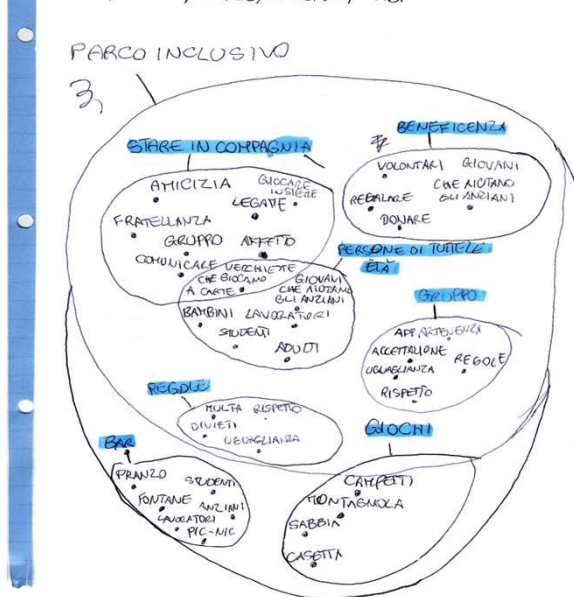 PARCO INCLUSIVO
3,
STARE IN COMPAGNIA
AMICIZIA
GIOCARE
INSIEME
LEGAME
FRATELLANZA
GRUPPO AFFETTO
COMUNICARE VECHIETTE
CHE GIOCANO
A CARTE
BENEFICENZA
VOLONTARI GIOVANI
CHE AIUTANO
REGALARE GLI ANZIANI
DONARE
PERSONE DI TUTTE LE
ETÀ
GIOVANI
CHE AIUTANO
GLI ANZIANI
BAMBINI LAVORATORI
STUDENTI
ADULTI
GRUPPO
APPARTENENZA
ACCETTAZIONE REGOLE
UGUAGLIANZA
RISPETTO
REGOLE
MULTA RISPETTO
DIVIETI
UGUAGLIANZA
BAR
PRANZO STUDENTI
FONTANE ANZIANI
LAVORATORI
PIC-NIC
GIOCHI
CAMPETTI
MONTAGNOLA
SABBIA
CASETTA